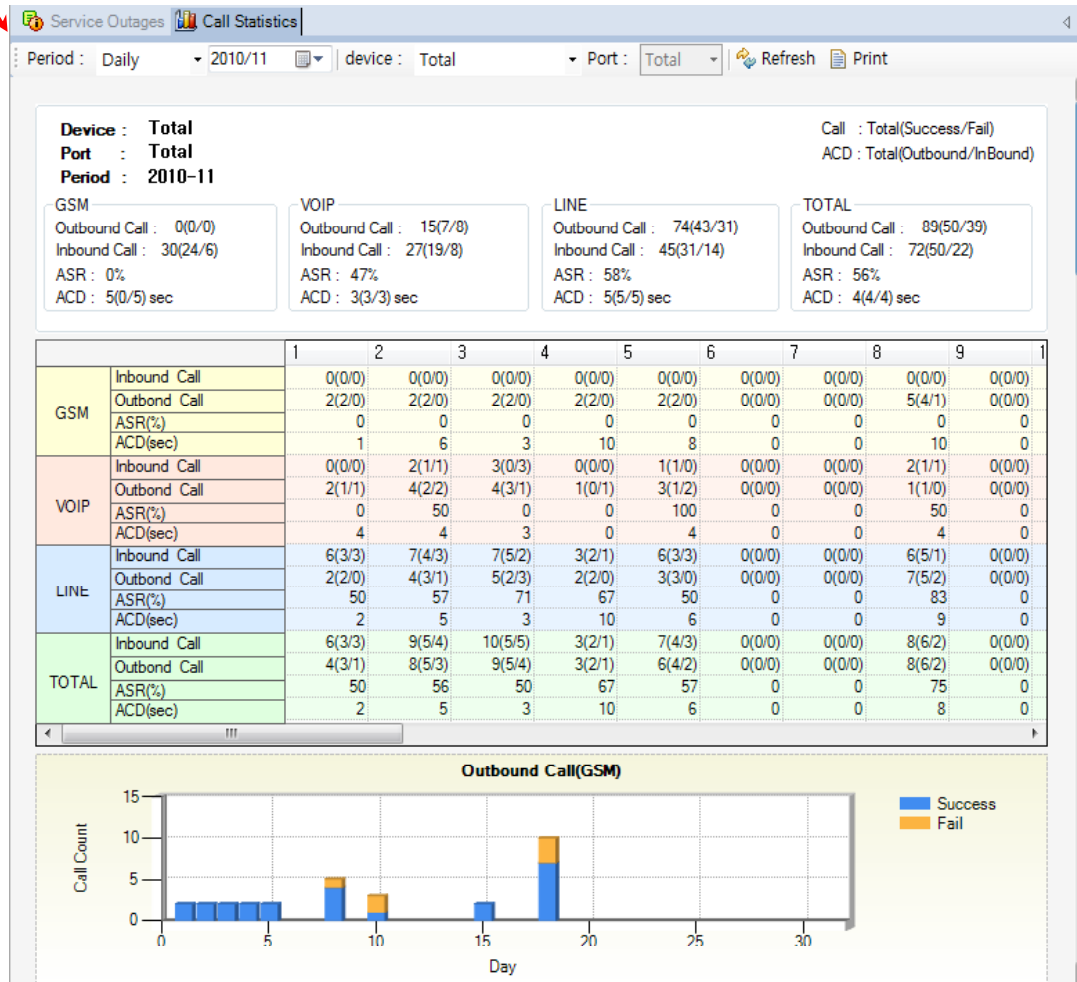 Service Outages Call Statistics
Period : Daily 2010/11 device : Total Port : Total Refresh Print
Device : Total
Port : Total
Period : 2010-11
Call : Total(Success/Fail)
ACD : Total(Outbound/InBound)
GSM
Outbound Call : 0(0/0)
Inbound Call : 30(24/6)
ASR : 0%
ACD : 5(0/5) sec
VOIP
Outbound Call : 15(7/8)
Inbound Call : 27(19/8)
ASR : 47%
ACD : 3(3/3) sec
LINE
Outbound Call : 74(43/31)
Inbound Call : 45(31/14)
ASR : 58%
ACD : 5(5/5) sec
TOTAL
Outbound Call : 89(50/39)
Inbound Call : 72(50/22)
ASR : 56%
ACD : 4(4/4) sec
1 2 3 4 5 6 7 8 9 1
GSM
Inbound Call 0(0/0) 0(0/0) 0(0/0) 0(0/0) 0(0/0) 0(0/0) 0(0/0) 0(0/0) 0(0/0)
Outbond Call 2(2/0) 2(2/0) 2(2/0) 2(2/0) 2(2/0) 0(0/0) 0(0/0) 5(4/1) 0(0/0)
ASR(%) 0 0 0 0 0 0 0 0 0
ACD(sec) 1 6 3 10 8 0 0 10 0
VOIP
Inbound Call 0(0/0) 2(1/1) 3(0/3) 0(0/0) 1(1/0) 0(0/0) 0(0/0) 2(1/1) 0(0/0)
Outbond Call 2(1/1) 4(2/2) 4(3/1) 1(0/1) 3(1/2) 0(0/0) 0(0/0) 1(1/0) 0(0/0)
ASR(%) 0 50 0 0 100 0 0 50 0
ACD(sec) 4 4 3 0 4 0 0 4 0
LINE
Inbound Call 6(3/3) 7(4/3) 7(5/2) 3(2/1) 6(3/3) 0(0/0) 0(0/0) 6(5/1) 0(0/0)
Outbond Call 2(2/0) 4(3/1) 5(2/3) 2(2/0) 3(3/0) 0(0/0) 0(0/0) 7(5/2) 0(0/0)
ASR(%) 50 57 71 67 50 0 0 83 0
ACD(sec) 2 5 3 10 6 0 0 9 0
TOTAL
Inbound Call 6(3/3) 9(5/4) 10(5/5) 3(2/1) 7(4/3) 0(0/0) 0(0/0) 8(6/2) 0(0/0)
Outbond Call 4(3/1) 8(5/3) 9(5/4) 3(2/1) 6(4/2) 0(0/0) 0(0/0) 8(6/2) 0(0/0)
ASR(%) 50 56 50 67 57 0 0 75 0
ACD(sec) 2 5 3 10 6 0 0 8 0
Outbound Call(GSM)
Success
Fail
Call Count
15
10
5
0
0 5 10 15 20 25 30
Day